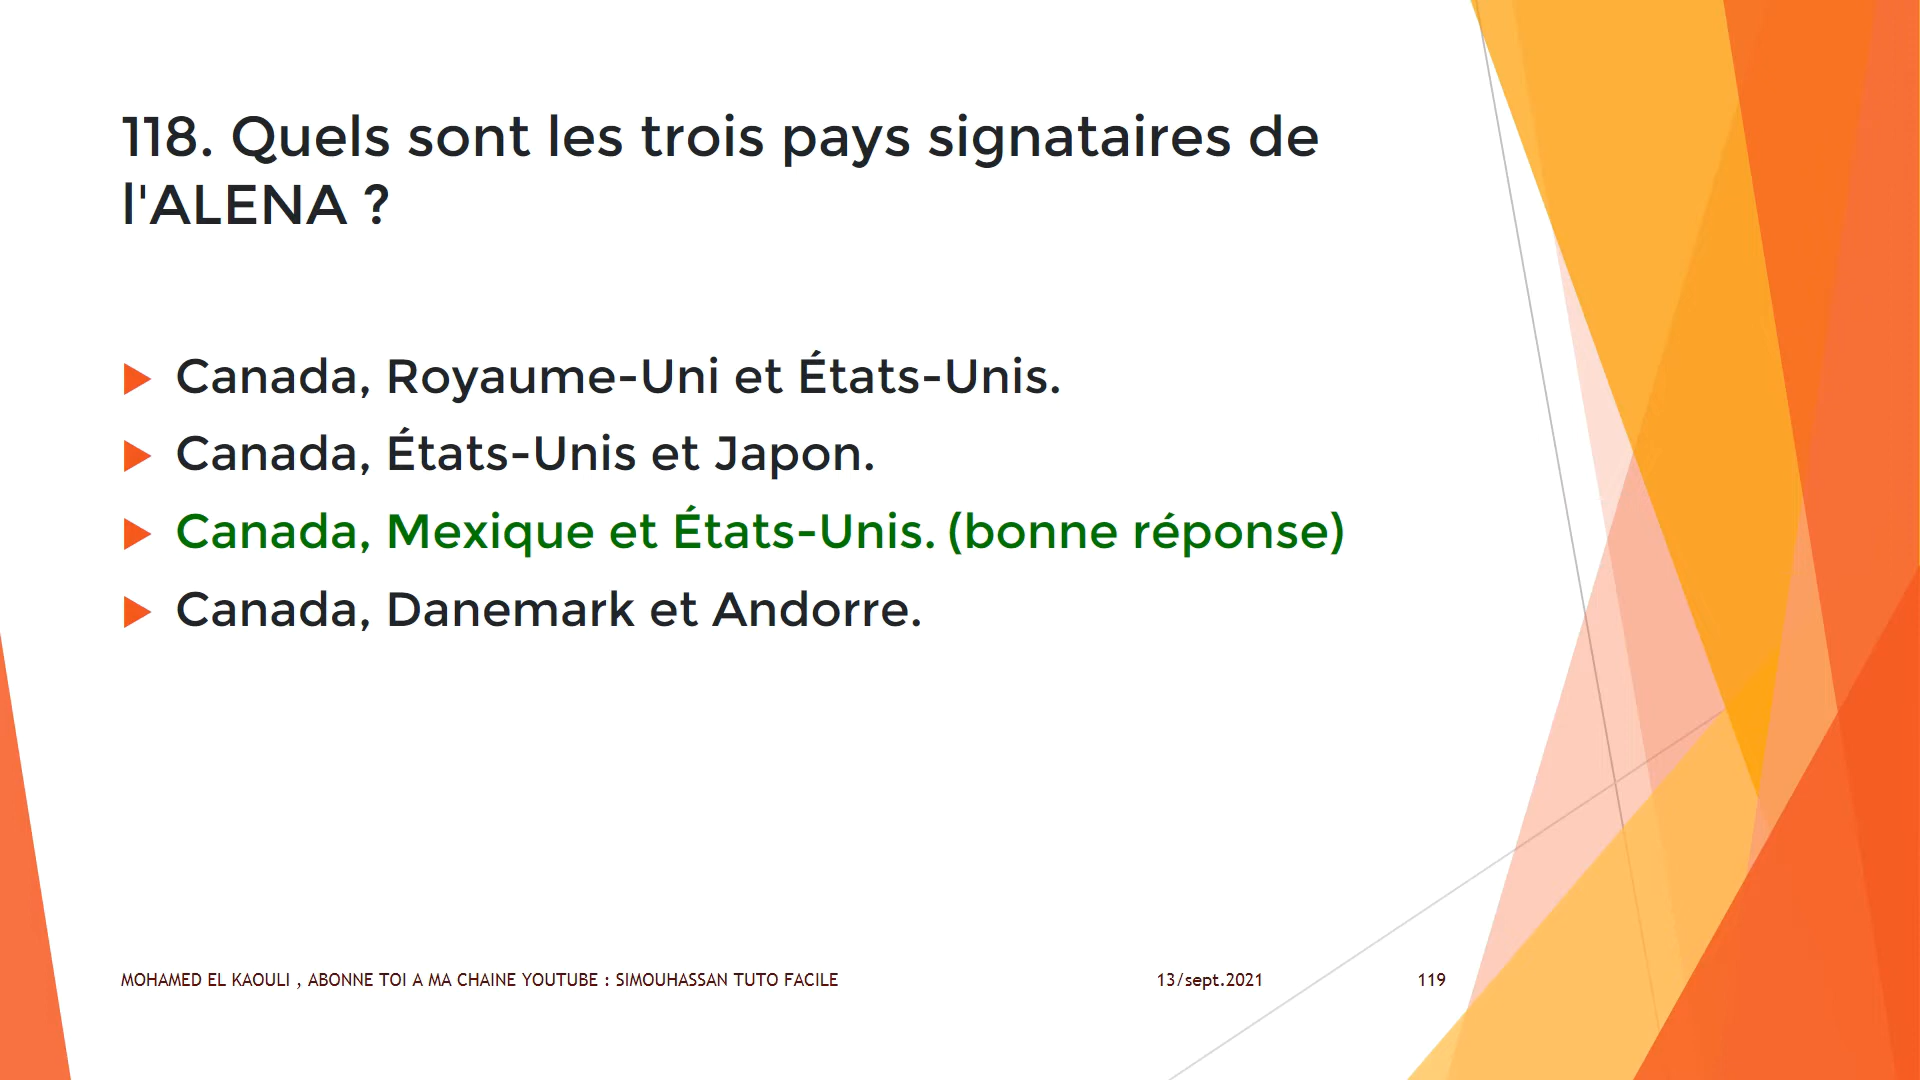 118. Quels sont les trois pays signataires de
l'ALENA ?
Canada, Royaume-Uni et États-Unis.
Canada, États-Unis et Japon.
Canada, Mexique et États-Unis. (bonne réponse)
Canada, Danemark et Andorre.
MOHAMED EL KAOULI , ABONNE TOI A MA CHAINE YOUTUBE : SIMOUHASSAN TUTO FACILE 13/sept.2021 119